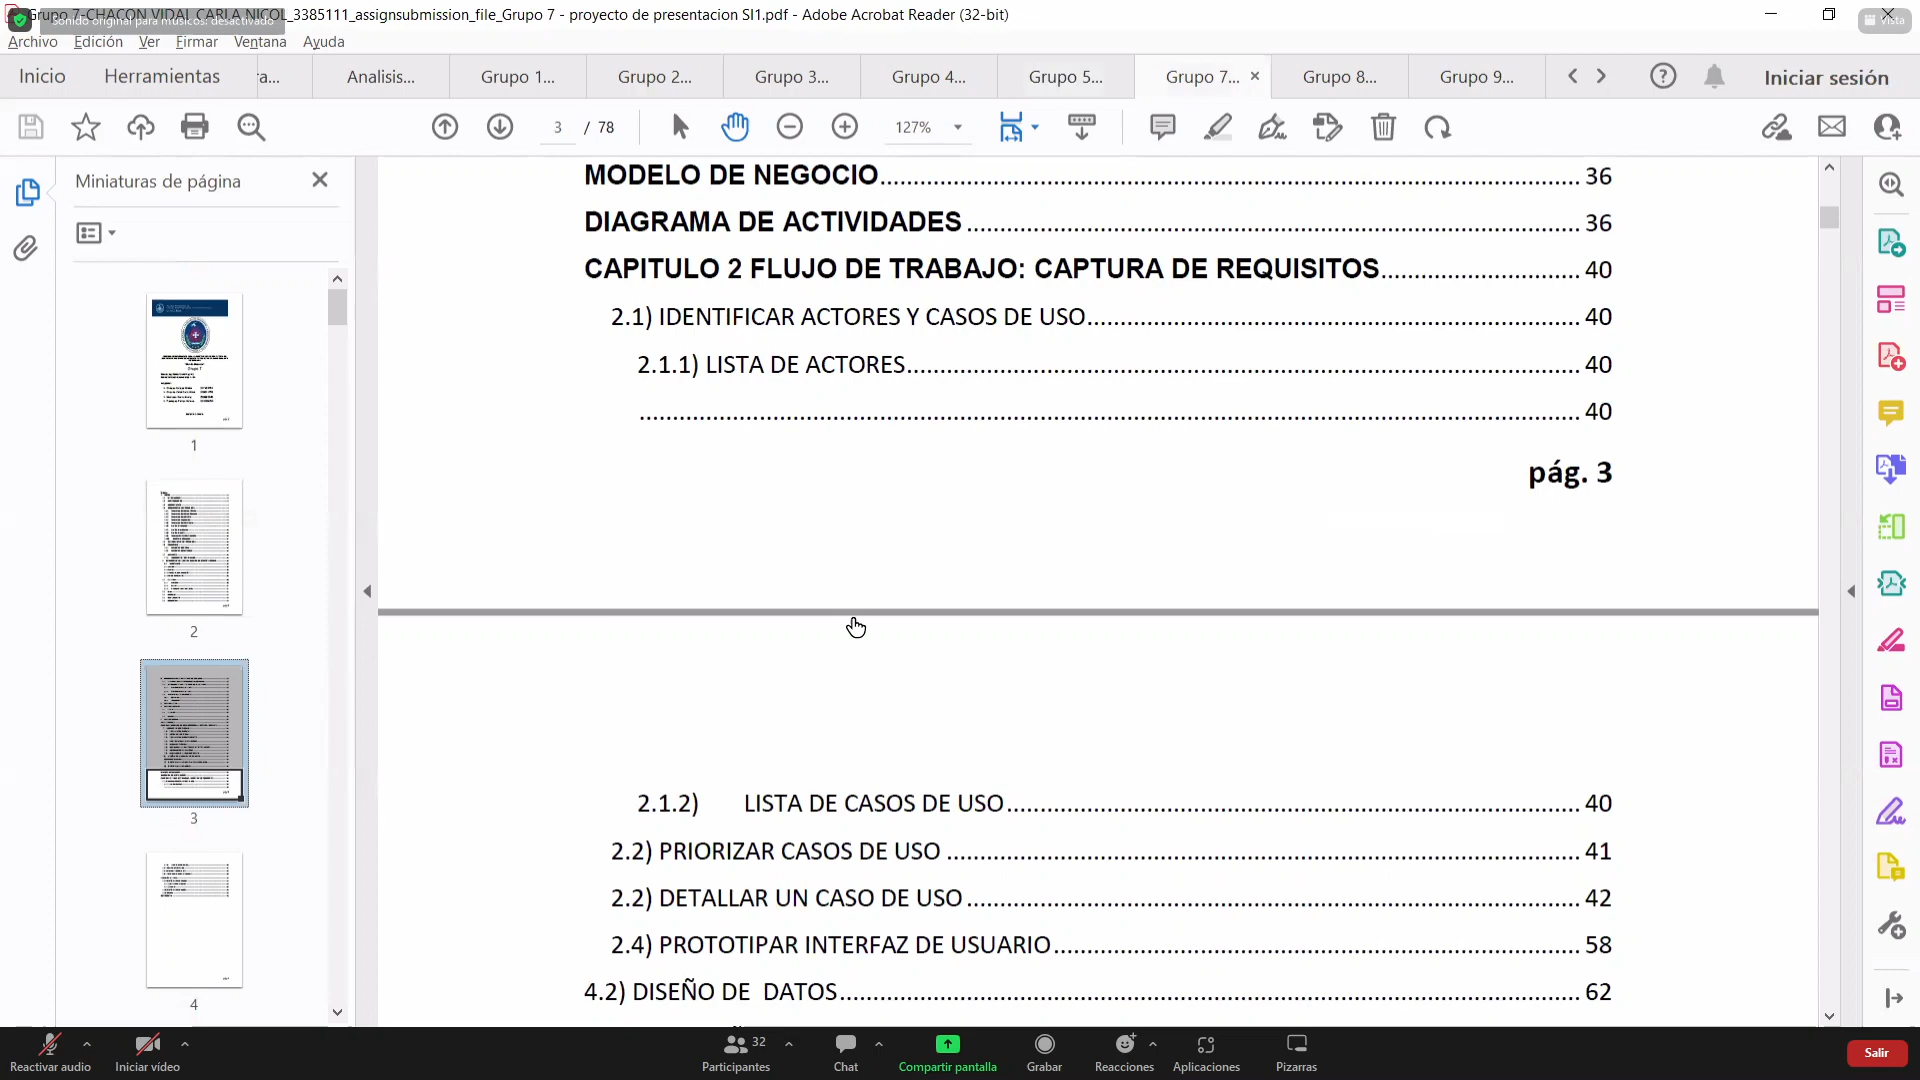 Grupo 7-CHACON VIDAL CARLA NICOL_3385111_assignsubmission_file_Grupo 7 - proyecto de presentacion SI1.pdf - Adobe Acrobat Reader (32-bit)
Sonido original para músicos: desactivado
Vista
Archivo Edición Ver Firmar Ventana Ayuda
Inicio Herramientas ra... Analisis... Grupo 1... Grupo 2... Grupo 3... Grupo 4... Grupo 5... Grupo 7... Grupo 8... Grupo 9... Iniciar sesión
3 / 78 127%
Miniaturas de página
1
2
3
4
MODELO DE NEGOCIO.......... 36
DIAGRAMA DE ACTIVIDADES .......... 36
CAPITULO 2 FLUJO DE TRABAJO: CAPTURA DE REQUISITOS.......... 40
2.1) IDENTIFICAR ACTORES Y CASOS DE USO.......... 40
2.1.1) LISTA DE ACTORES.......... 40
.......... 40
pág. 3
2.1.2) LISTA DE CASOS DE USO.......... 40
2.2) PRIORIZAR CASOS DE USO .......... 41
2.2) DETALLAR UN CASO DE USO .......... 42
2.4) PROTOTIPAR INTERFAZ DE USUARIO.......... 58
4.2) DISEÑO DE DATOS.......... 62
Reactivar audio Iniciar vídeo 32 Participantes Chat Compartir pantalla Grabar Reacciones Aplicaciones Pizarras Salir